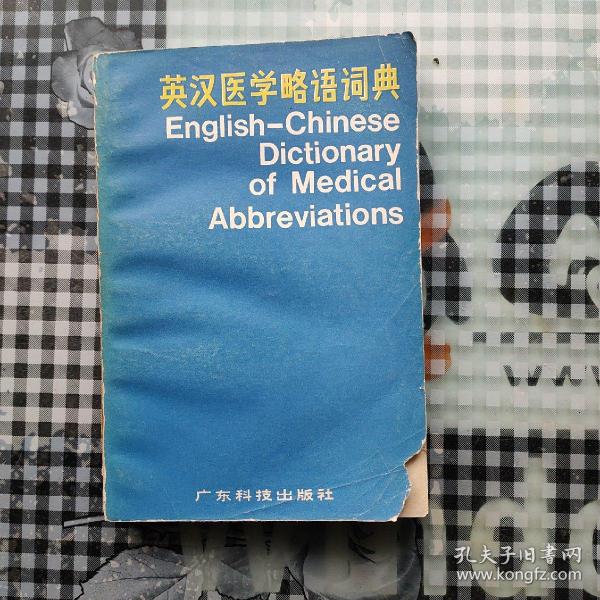 英汉医学略语词典
English-Chinese
Dictionary
of Medical
Abbreviations
广东科技出版社
孔夫子旧书网
www.kongfz.com